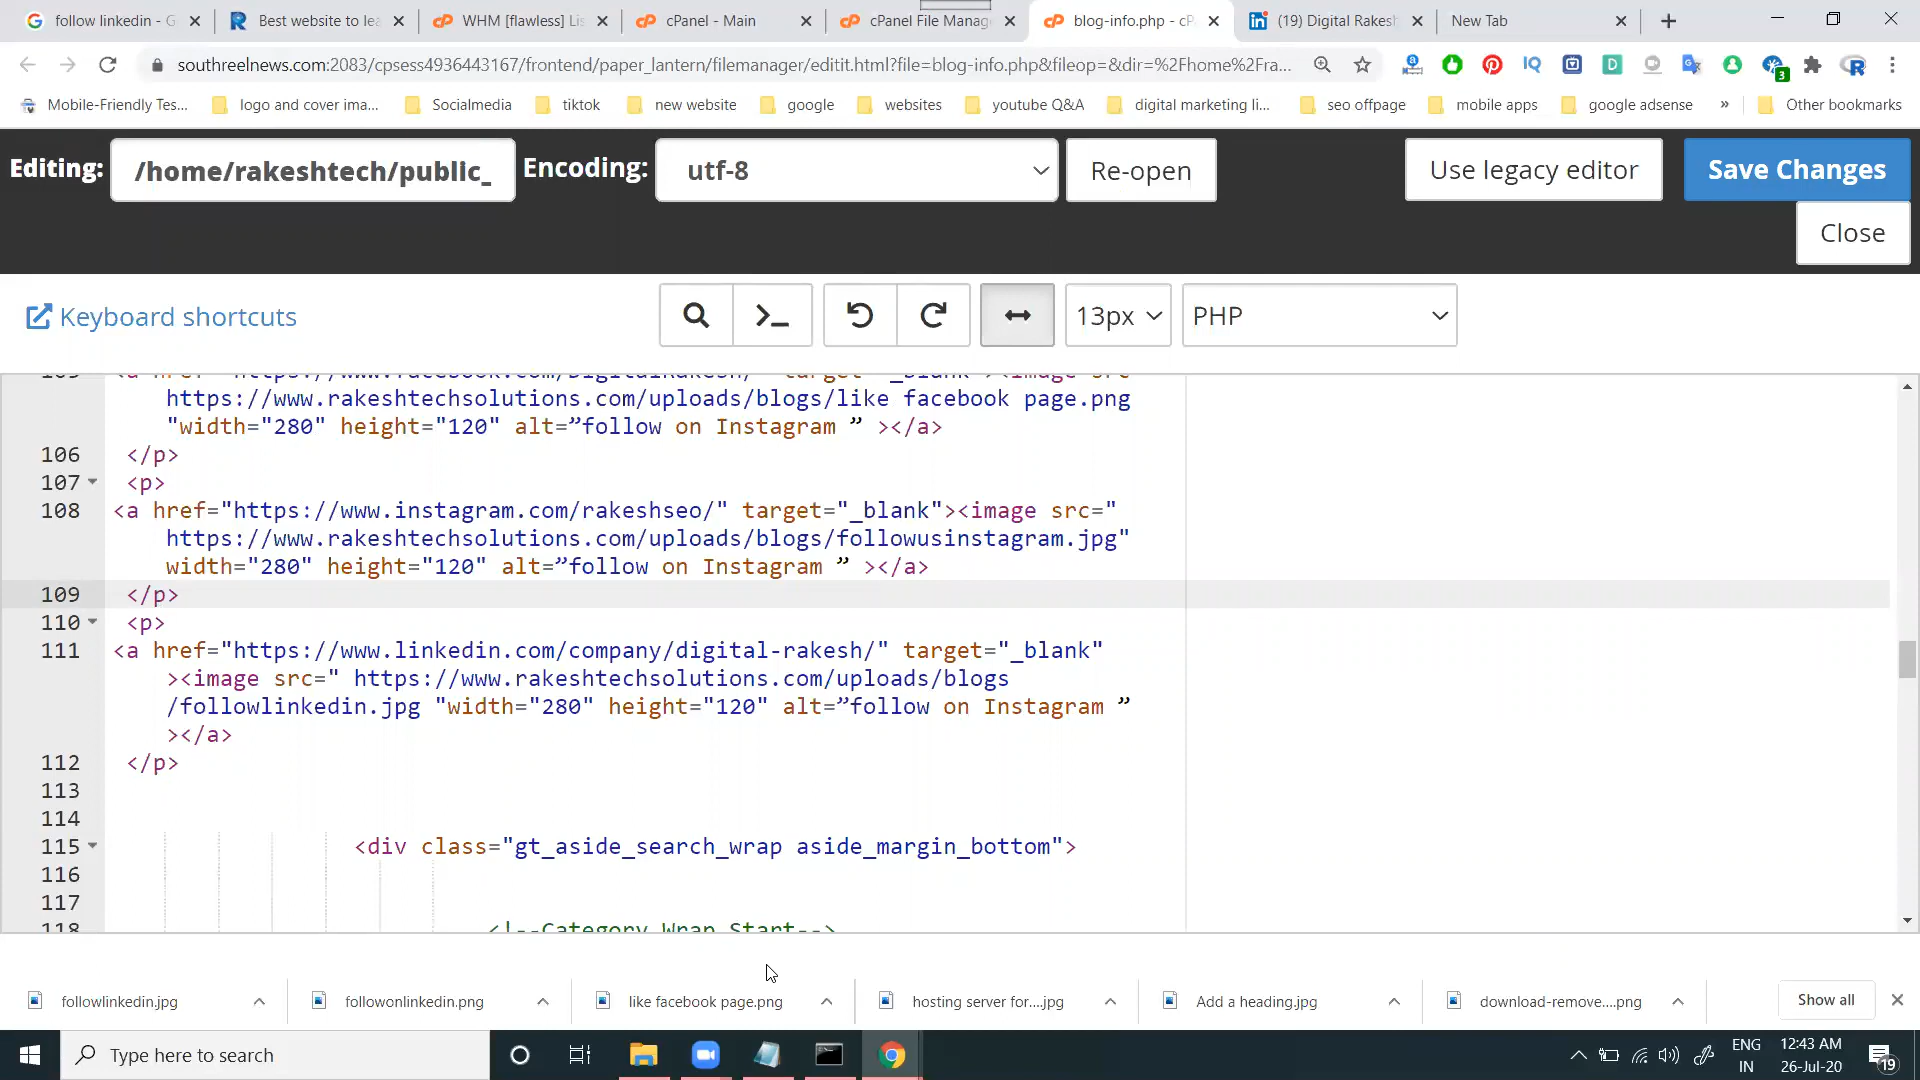 follow linkedin - G
Best website to lea
WHM [flawless] Lis
cPanel - Main
cPanel File Manag
blog-info.php - cP
(19) Digital Rakesh
New Tab
southreelnews.com:2083/cpsess4936443167/frontend/paper_lantern/filemanager/editit.html?file=blog-info.php&fileop=&dir=%2Fhome%2Fra...
Mobile-Friendly Tes...
logo and cover ima...
Socialmedia
tiktok
new website
google
websites
youtube Q&A
digital marketing li...
seo offpage
mobile apps
google adsense
»
Other bookmarks
Editing: /home/rakeshtech/public_
Encoding: utf-8
Re-open
Use legacy editor
Save Changes
Close
Keyboard shortcuts
13px
PHP
https://www.rakeshtechsolutions.com/uploads/blogs/like facebook page.png
"width="280" height="120" alt=”follow on Instagram ” ></a>
106 </p>
107 <p>
108 <a href="https://www.instagram.com/rakeshseo/" target="_blank"><image src="
https://www.rakeshtechsolutions.com/uploads/blogs/followusinstagram.jpg"
width="280" height="120" alt=”follow on Instagram ” ></a>
109 </p>
110 <p>
111 <a href="https://www.linkedin.com/company/digital-rakesh/" target="_blank"
><image src=" https://www.rakeshtechsolutions.com/uploads/blogs
/followlinkedin.jpg "width="280" height="120" alt=”follow on Instagram ”
></a>
112 </p>
113
114
115 <div class="gt_aside_search_wrap aside_margin_bottom">
116
117
118 <!--Category Wrap Start-->
followlinkedin.jpg
followonlinkedin.png
like facebook page.png
hosting server for....jpg
Add a heading.jpg
download-remove....png
Show all
Type here to search
ENG
IN
12:43 AM
26-Jul-20
19